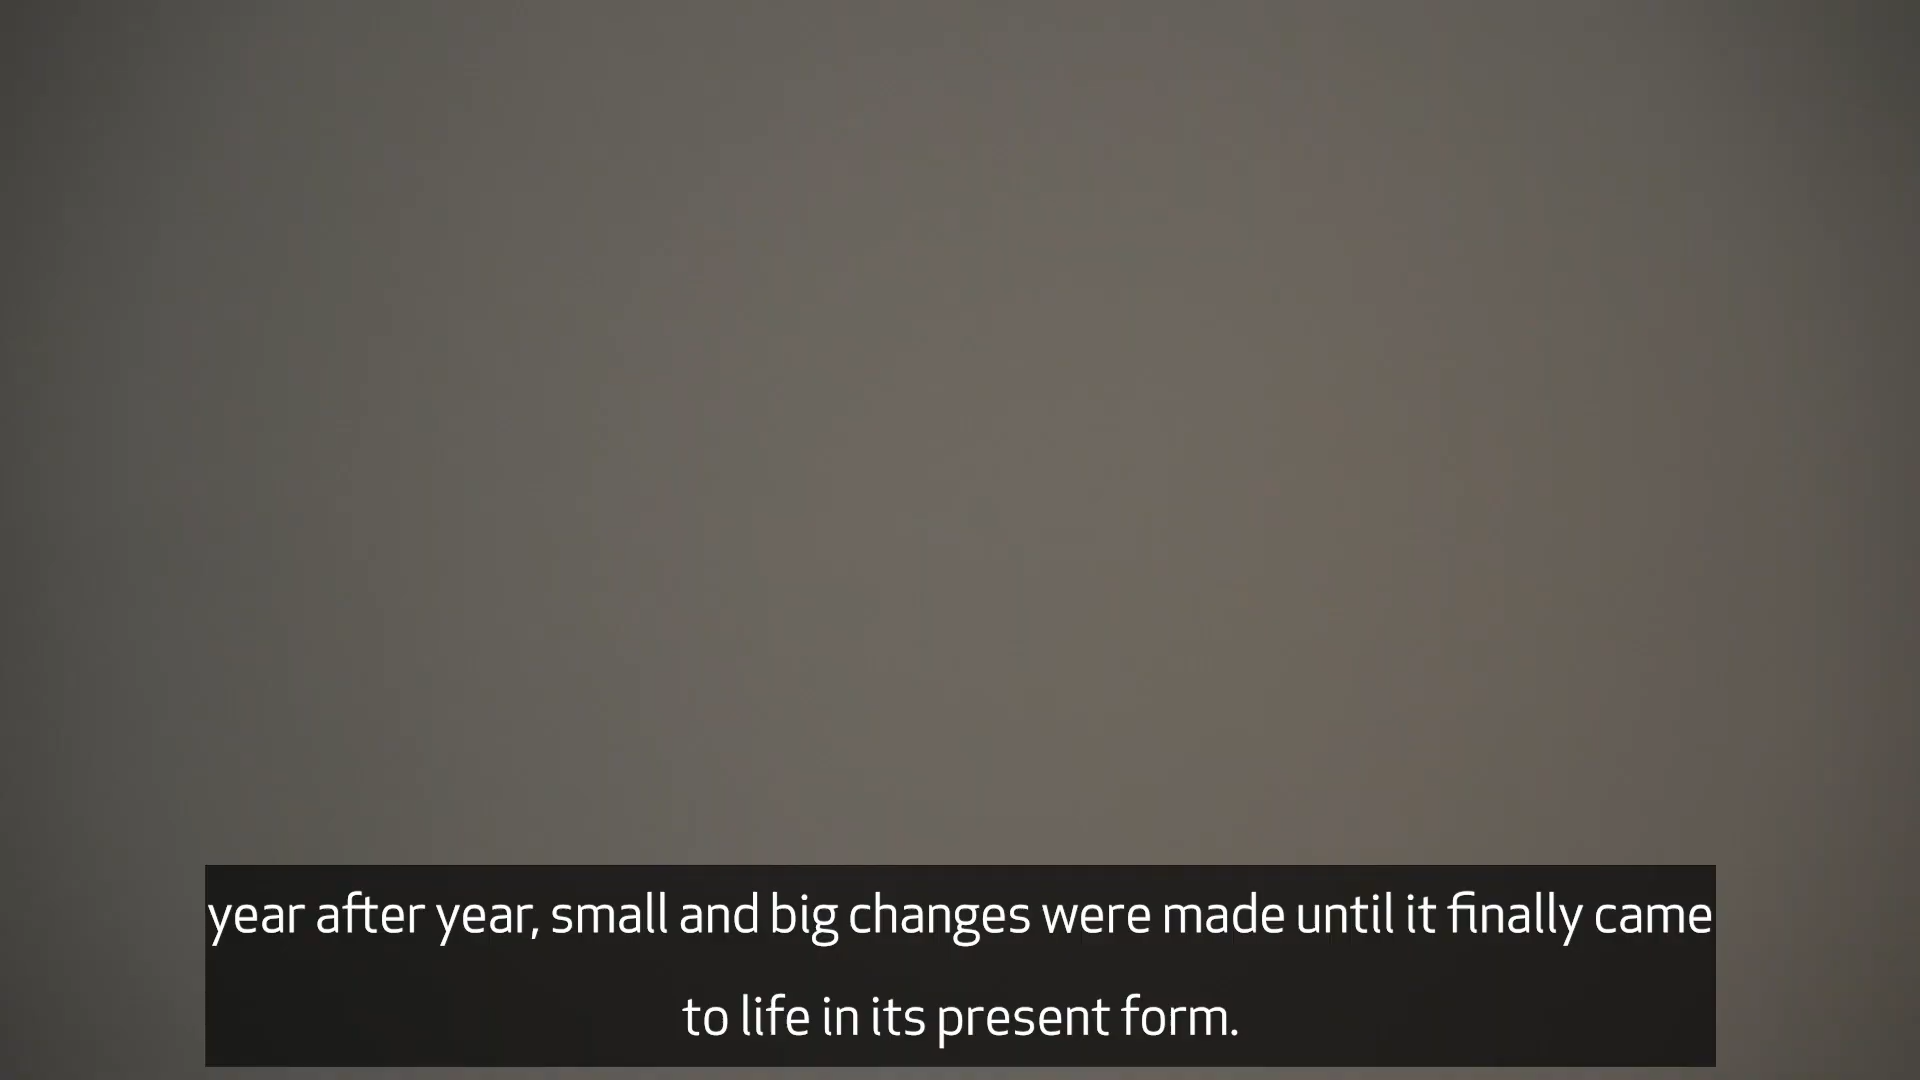 year after year, small and big changes were made until it finally came
to life in its present form.